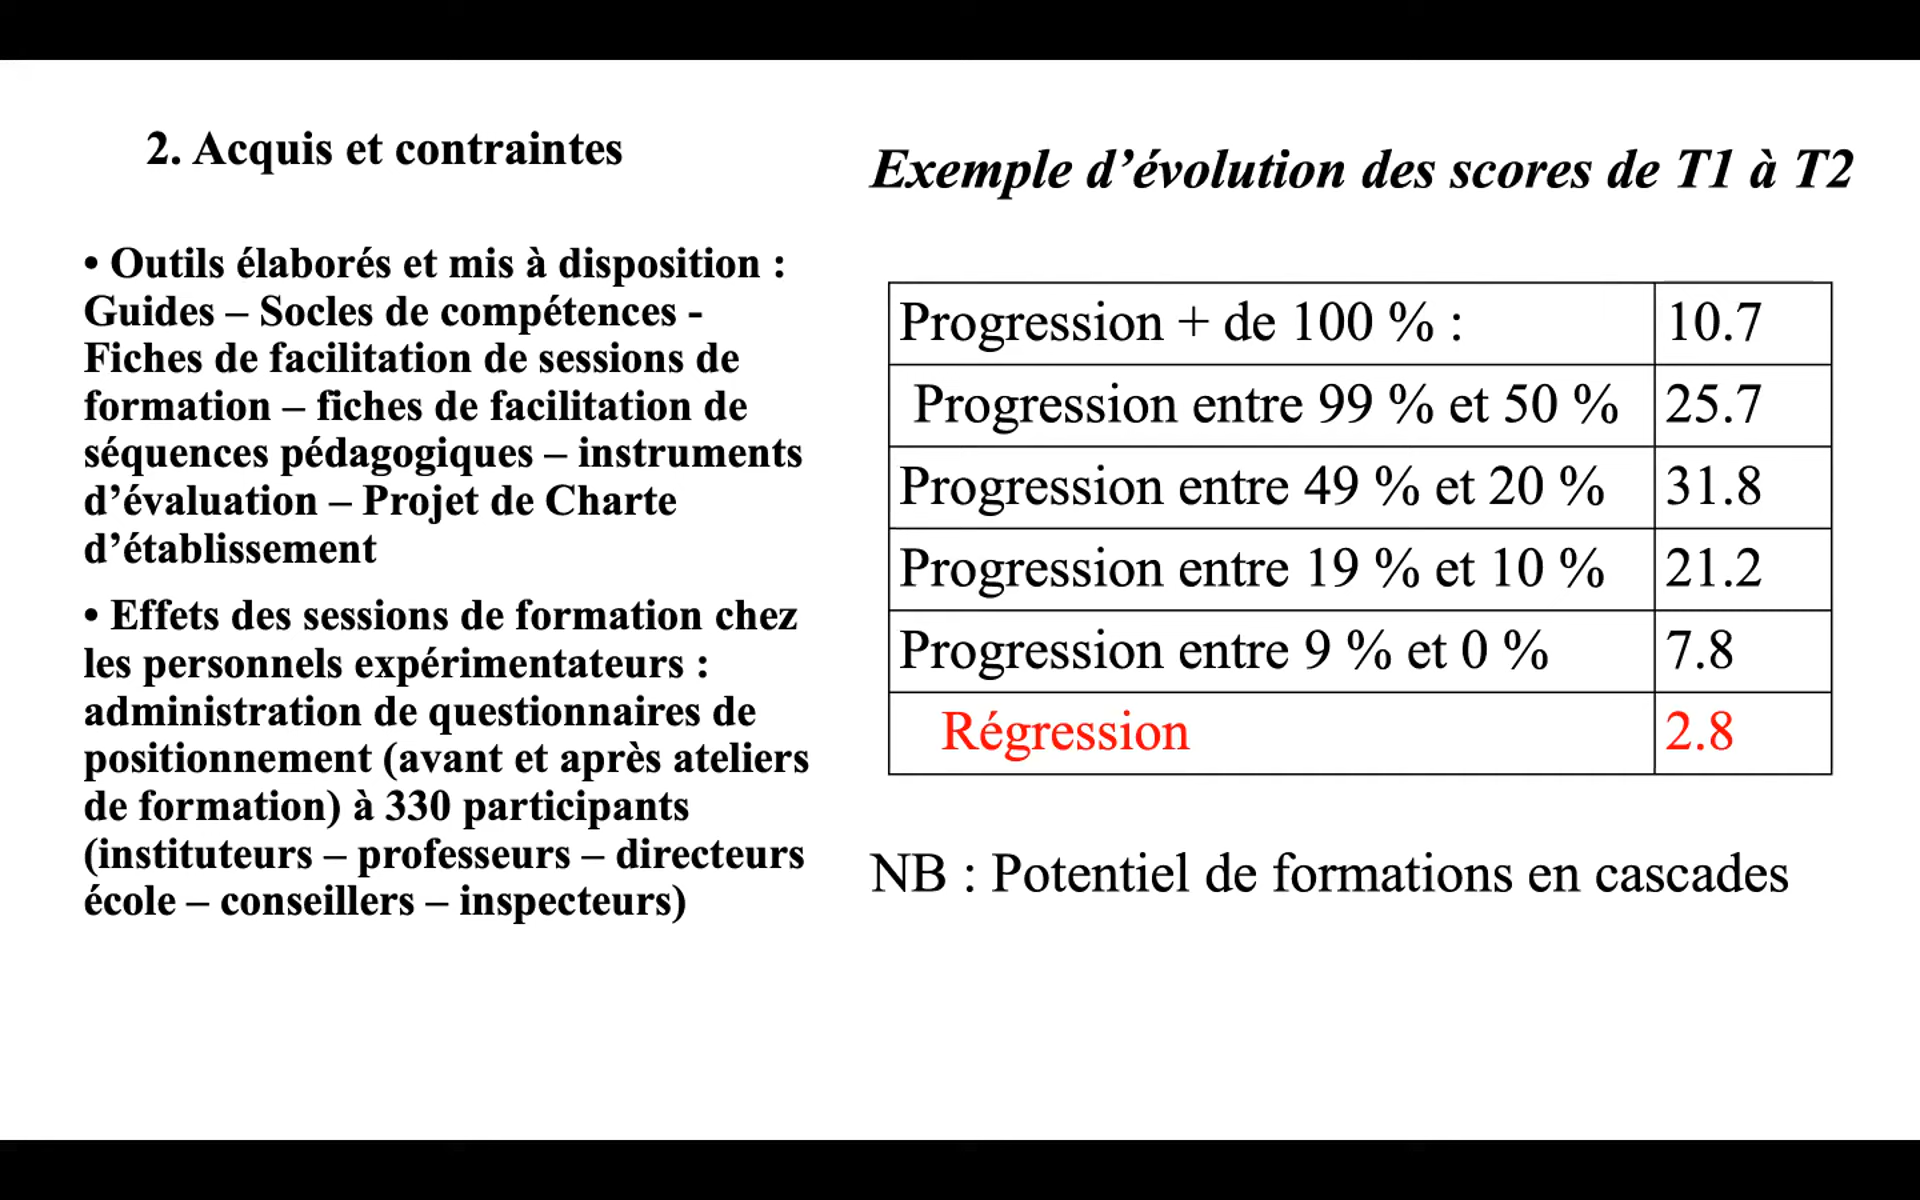 2. Acquis et contraintes
• Outils élaborés et mis à disposition :
Guides – Socles de compétences -
Fiches de facilitation de sessions de
formation – fiches de facilitation de
séquences pédagogiques – instruments
d’évaluation – Projet de Charte
d’établissement
• Effets des sessions de formation chez
les personnels expérimentateurs :
administration de questionnaires de
positionnement (avant et après ateliers
de formation) à 330 participants
(instituteurs – professeurs – directeurs
école – conseillers – inspecteurs)
Exemple d’évolution des scores de T1 à T2
Progression + de 100 % : 10.7
Progression entre 99 % et 50 % 25.7
Progression entre 49 % et 20 % 31.8
Progression entre 19 % et 10 % 21.2
Progression entre 9 % et 0 % 7.8
Régression 2.8
NB : Potentiel de formations en cascades